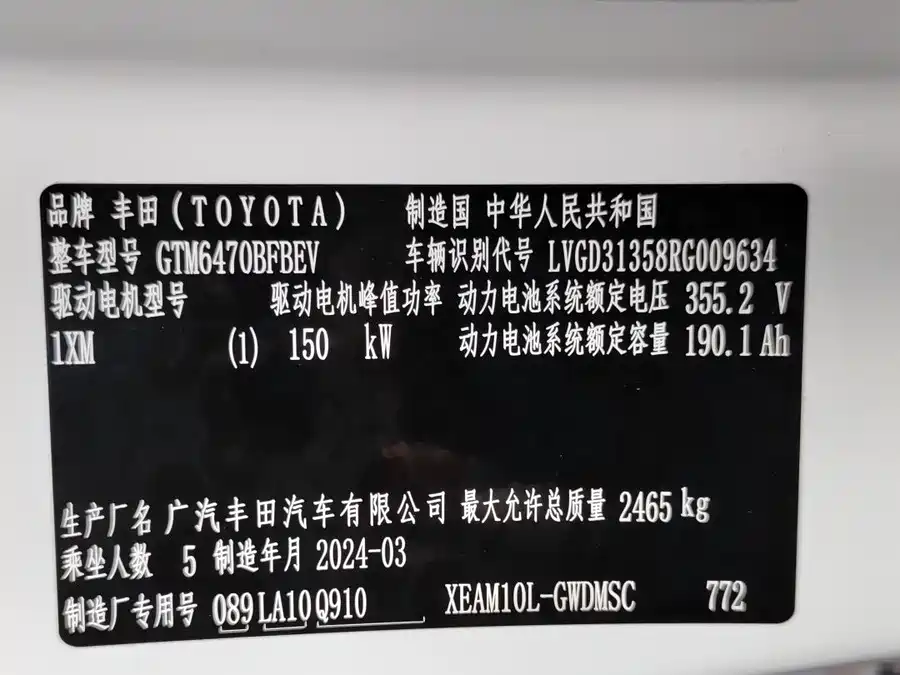 品牌 丰田(TOYOTA) 制造国 中华人民共和国
整车型号 GTM6470BFBEV 车辆识别代号 LVGD31358RG009634
驱动电机型号 驱动电机峰值功率 动力电池系统额定电压 355.2 V
1XM (1) 150 kW 动力电池系统额定容量 190.1 Ah
生产厂名 广汽丰田汽车有限公司 最大允许总质量 2465 kg
乘坐人数 5 制造年月 2024-03
制造厂专用号 089 LA10 Q910 XEAM10L-GWDMSC 772